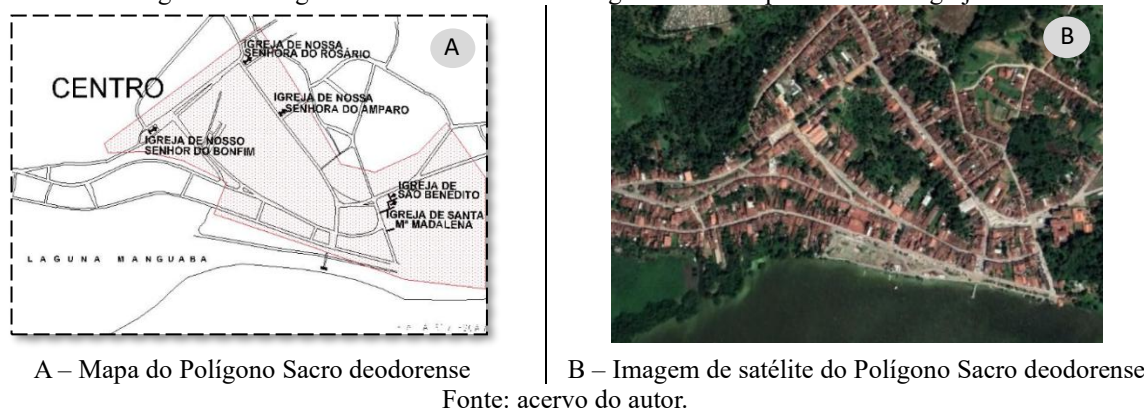 A
IGREJA DE NOSSA
SENHORA DO ROSÁRIO
CENTRO
IGREJA DE NOSSA
SENHORA DO AMPARO
IGREJA DE NOSSO
SENHOR DO BONFIM
IGREJA DE
SÃO BENEDITO
IGREJA DE SANTA
Mª MADALENA
LAGUNA MANGUABA
B
A – Mapa do Polígono Sacro deodorense
B – Imagem de satélite do Polígono Sacro deodorense
Fonte: acervo do autor.